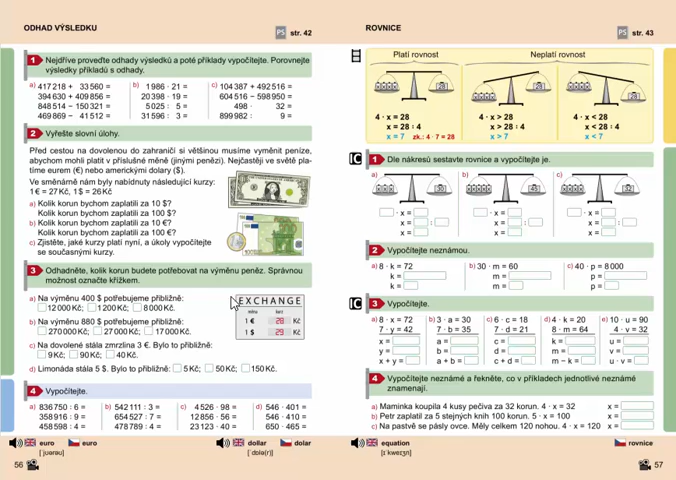 ODHAD VÝSLEDKU
PS str. 42
1 Nejdříve proveďte odhady výsledků a poté příklady vypočítejte. Porovnejte
výsledky příkladů s odhady.
a) 417 218 + 33 560 =
394 630 + 409 856 =
848 514 – 150 321 =
469 869 – 41 512 =
b) 1 986 · 21 =
20 398 · 19 =
5 025 : 5 =
31 596 : 3 =
c) 104 387 + 492 516 =
604 516 – 598 950 =
498 · 32 =
899 982 : 9 =
2 Vyřešte slovní úlohy.
Před cestou na dovolenou do zahraničí si většinou musíme vyměnit peníze,
abychom mohli platit v příslušné měně (jinými penězi). Nejčastěji ve světě pla-
tíme eurem (€) nebo americkými dolary ($).
Ve směnárně nám byly nabídnuty následující kurzy:
1 € = 27 Kč, 1 $ = 26 Kč
a) Kolik korun bychom zaplatili za 10 $?
Kolik korun bychom zaplatili za 100 $?
b) Kolik korun bychom zaplatili za 10 €?
Kolik korun bychom zaplatili za 100 €?
c) Zjistěte, jaké kurzy platí nyní, a úkoly vypočítejte
se současnými kurzy.
3 Odhadněte, kolik korun budete potřebovat na výměnu peněz. Správnou
možnost označte křížkem.
a) Na výměnu 400 $ potřebujeme přibližně:
12 000 Kč; 1 200 Kč; 8 000 Kč.
b) Na výměnu 880 $ potřebujeme přibližně:
270 000 Kč; 27 000 Kč; 17 000 Kč.
c) Na dovolené stála zmrzlina 3 €. Bylo to přibližně:
9 Kč; 90 Kč; 40 Kč.
d) Limonáda stála 5 $. Bylo to přibližně: 5 Kč; 50 Kč; 150 Kč.
EXCHANGE
měna kurz
1 € 28 Kč
1 $ 29 Kč
4 Vypočítejte.
a) 836 750 : 6 =
358 916 : 9 =
458 598 : 4 =
b) 542 111 : 3 =
654 527 : 7 =
478 789 : 4 =
c) 4 526 · 98 =
12 856 · 56 =
23 123 · 40 =
d) 546 · 401 =
546 · 410 =
650 · 465 =
euro euro
dollar dolar
56
ROVNICE
PS str. 43
Platí rovnost
Neplatí rovnost
28
28
28
4 · x = 28
x = 28 : 4
x = 7 zk.: 4 · 7 = 28
4 · x > 28
x > 28 : 4
x > 7
4 · x < 28
x < 28 : 4
x < 7
1 Dle nákresů sestavte rovnice a vypočítejte je.
a)
b)
c)
· x =
x = :
x =
· x =
x = :
x =
· x =
x = :
x =
2 Vypočítejte neznámou.
a) 8 · k = 72
k =
k =
b) 30 · m = 60
m =
m =
c) 40 · p = 8 000
p =
p =
3 Vypočítejte.
a) 8 · x = 72
7 · y = 42
x =
y =
x + y =
b) 3 · a = 30
7 · b = 35
a =
b =
a + b =
c) 6 · c = 18
7 · d = 21
c =
d =
c + d =
d) 4 · k = 20
8 · m = 64
k =
m =
m – k =
e) 10 · u = 90
4 · v = 32
u =
v =
u · v =
4 Vypočítejte neznámé a řekněte, co v příkladech jednotlivé neznámé
znamenají.
a) Maminka koupila 4 kusy pečiva za 32 korun. 4 · x = 32 x =
b) Petr zaplatil za 5 stejných knih 100 korun. 5 · x = 100 x =
c) Na pastvě se pásly ovce. Měly celkem 120 nohou. 4 · x = 120 x =
equation rovnice
57